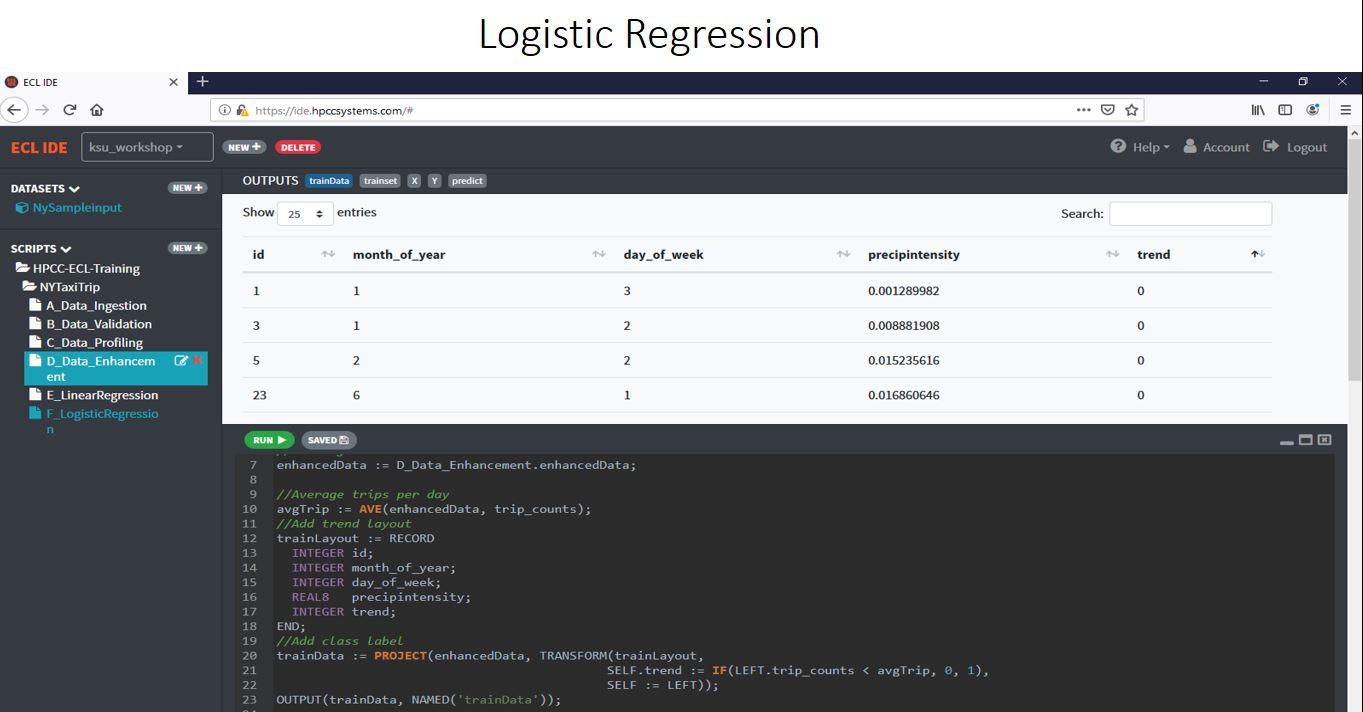 Logistic Regression
ECL IDE
https://ide.hpccsystems.com/#
ECL IDE ksu_workshop NEW + DELETE Help Account Logout
DATASETS NEW +
NySampleinput
SCRIPTS NEW +
HPCC-ECL-Training
NYTaxiTrip
A_Data_Ingestion
B_Data_Validation
C_Data_Profiling
D_Data_Enhancem
ent
E_LinearRegression
F_LogisticRegressio
n
OUTPUTS trainData trainset X Y predict
Show 25 entries Search:
id month_of_year day_of_week precipintensity trend
1 1 3 0.001289982 0
3 1 2 0.008881908 0
5 2 2 0.015235616 0
23 6 1 0.016860646 0
RUN SAVED
7 enhancedData := D_Data_Enhancement.enhancedData;
8
9 //Average trips per day
10 avgTrip := AVE(enhancedData, trip_counts);
11 //Add trend layout
12 trainLayout := RECORD
13 INTEGER id;
14 INTEGER month_of_year;
15 INTEGER day_of_week;
16 REAL8 precipintensity;
17 INTEGER trend;
18 END;
19 //Add class label
20 trainData := PROJECT(enhancedData, TRANSFORM(trainLayout,
21 SELF.trend := IF(LEFT.trip_counts < avgTrip, 0, 1),
22 SELF := LEFT));
23 OUTPUT(trainData, NAMED('trainData'));